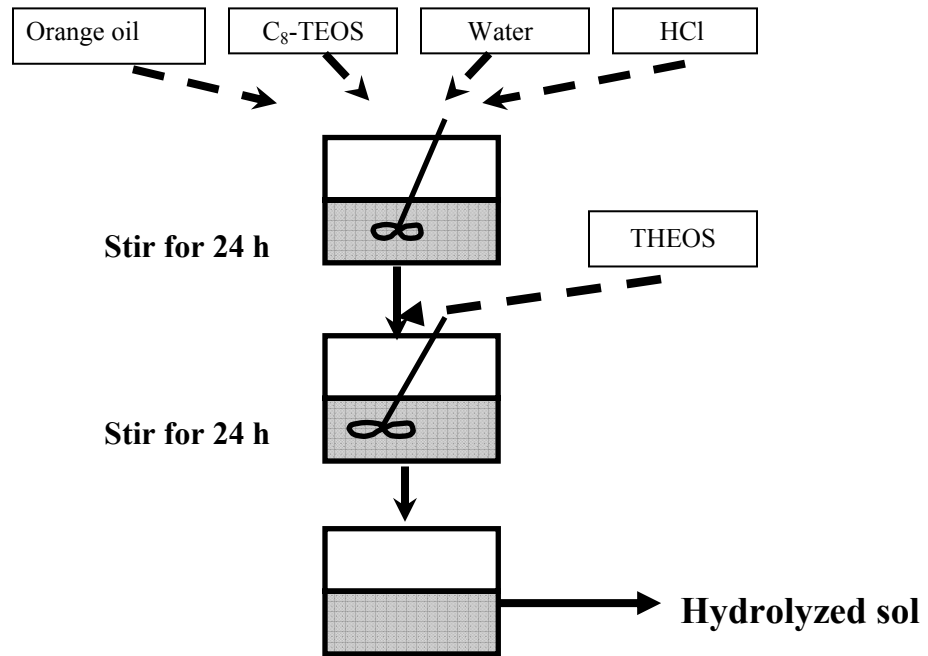 Orange oil
C₈-TEOS
Water
HCl
Stir for 24 h
THEOS
Stir for 24 h
Hydrolyzed sol